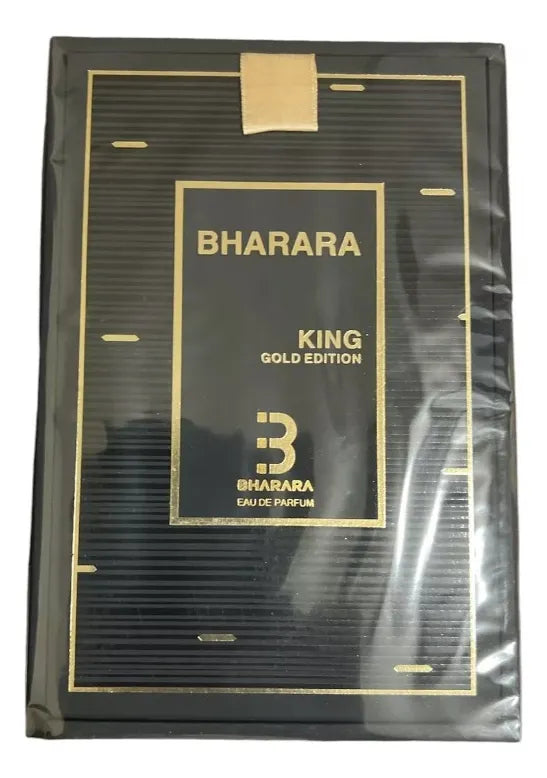 BHARARA
KING
GOLD EDITION
BHARARA
EAU DE PARFUM